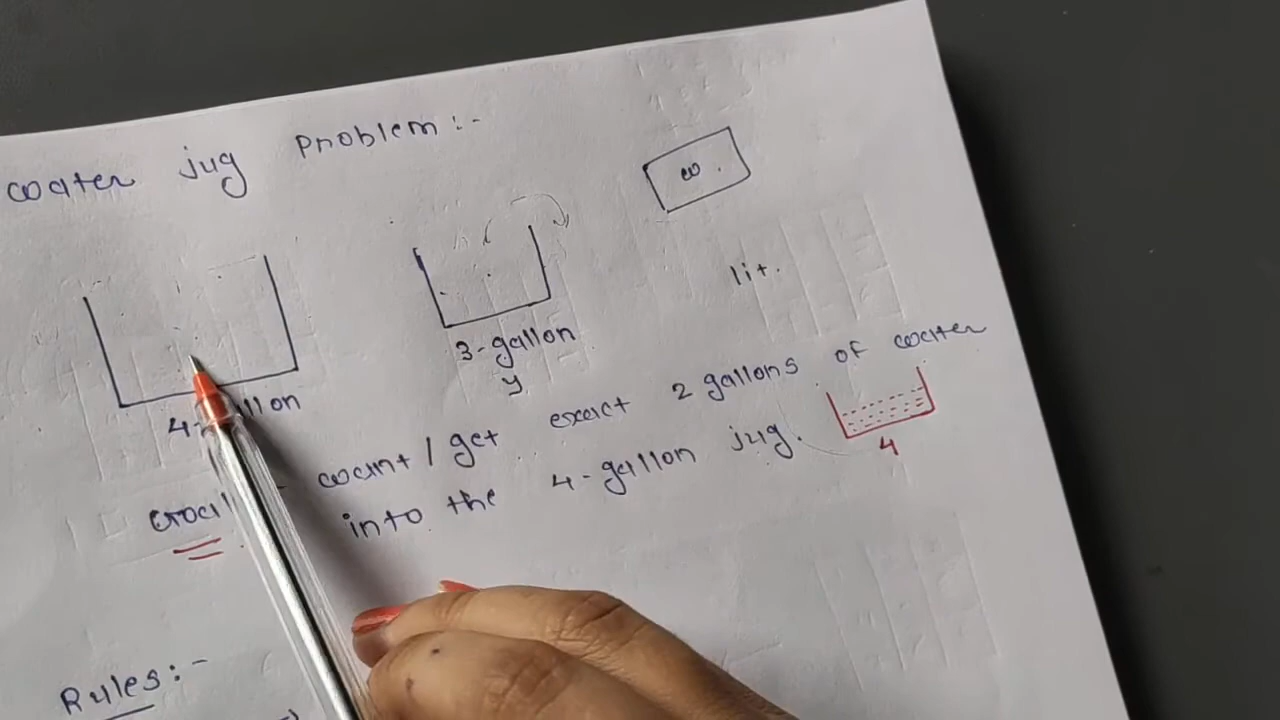 water jug Problem:-
w.
lit.
3-gallon
y
4- llon
want / get exact 2 gallons of water
into the 4-gallon jug.
4
Rules:-